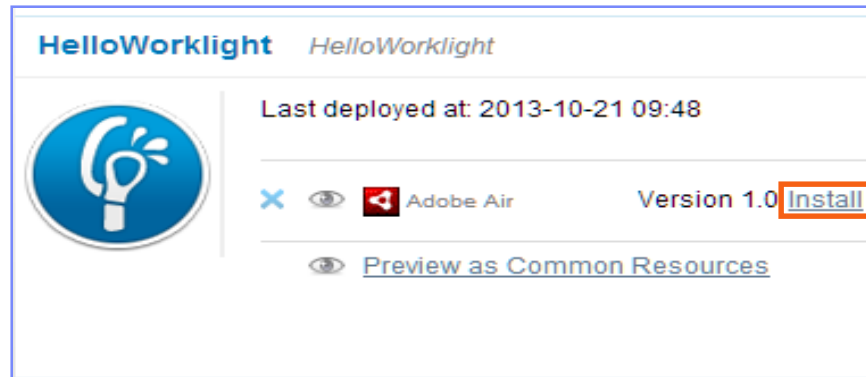 HelloWorklight HelloWorklight
Last deployed at: 2013-10-21 09:48
Adobe Air Version 1.0 Install
Preview as Common Resources